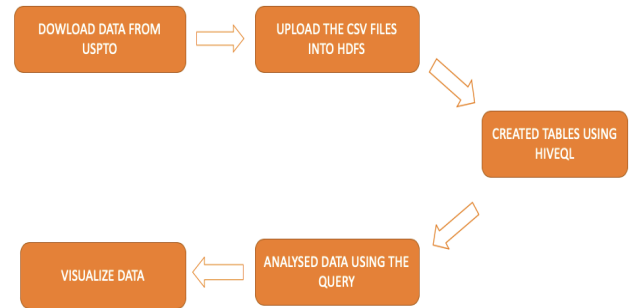 DOWLOAD DATA FROM
USPTO
UPLOAD THE CSV FILES
INTO HDFS
CREATED TABLES USING
HIVEQL
ANALYSED DATA USING THE
QUERY
VISUALIZE DATA